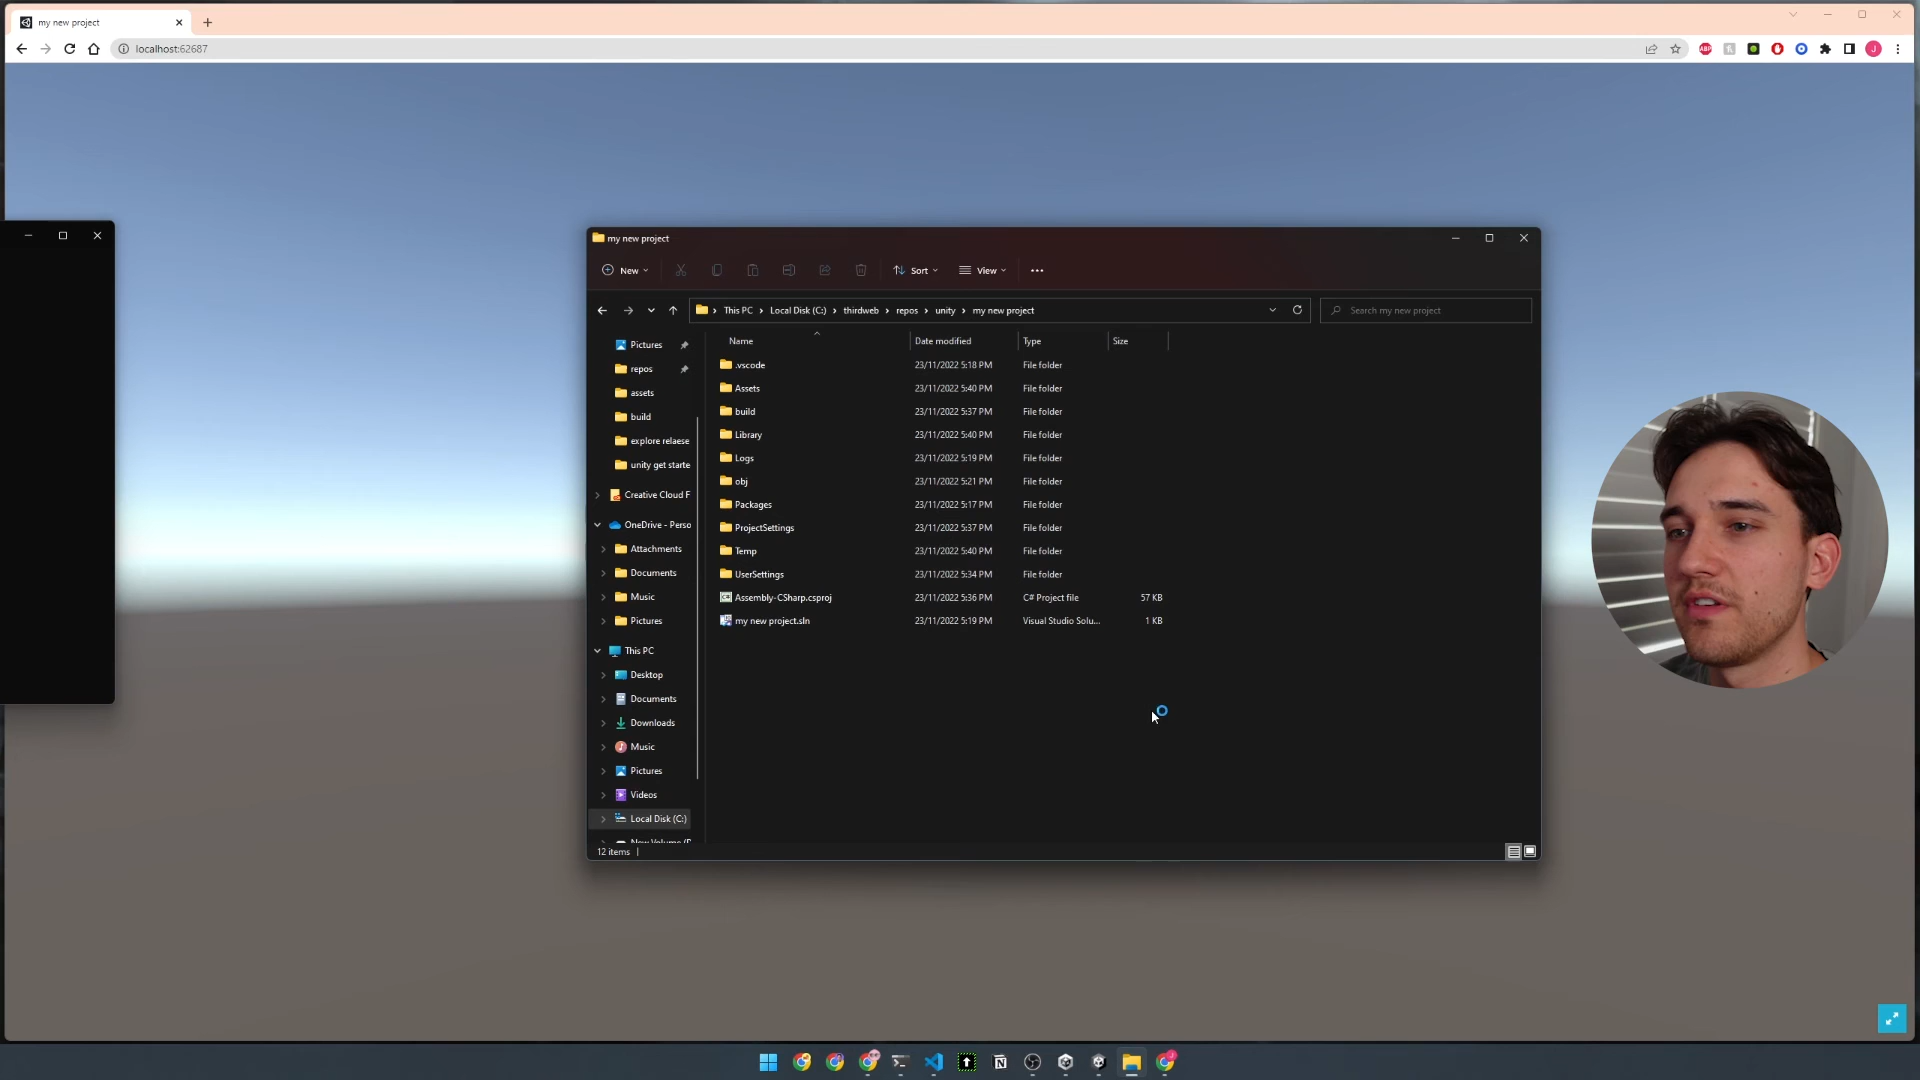 my new project
localhost:62687
ABP
J
my new project
New
Sort
View
This PC > Local Disk (C:) > thirdweb > repos > unity > my new project
Search my new project
Name Date modified Type Size
Pictures
repos
assets
build
explore relaese
unity get starte
Creative Cloud F
OneDrive - Perso
Attachments
Documents
Music
Pictures
This PC
Desktop
Documents
Downloads
Music
Pictures
Videos
Local Disk (C:)
.vscode 23/11/2022 5:18 PM File folder
Assets 23/11/2022 5:40 PM File folder
build 23/11/2022 5:37 PM File folder
Library 23/11/2022 5:40 PM File folder
Logs 23/11/2022 5:19 PM File folder
obj 23/11/2022 5:21 PM File folder
Packages 23/11/2022 5:17 PM File folder
ProjectSettings 23/11/2022 5:37 PM File folder
Temp 23/11/2022 5:40 PM File folder
UserSettings 23/11/2022 5:34 PM File folder
Assembly-CSharp.csproj 23/11/2022 5:36 PM C# Project file 57 KB
my new project.sln 23/11/2022 5:19 PM Visual Studio Solu... 1 KB
12 items